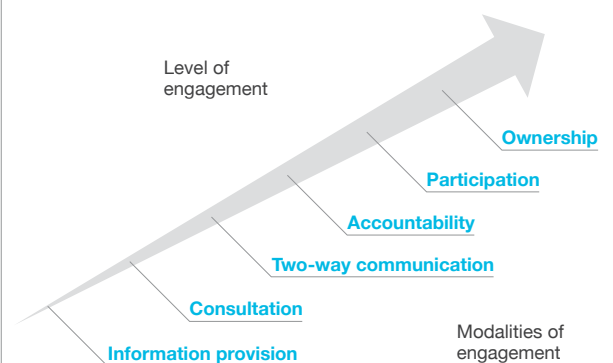 Level of
engagement
Ownership
Participation
Accountability
Two-way communication
Consultation
Information provision
Modalities of
engagement